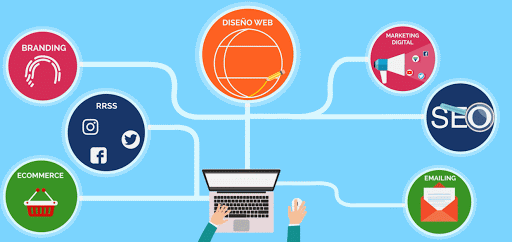 DISEÑO WEB
BRANDING
MARKETING
DIGITAL
RRSS
SEO
ECOMMERCE
EMAILING